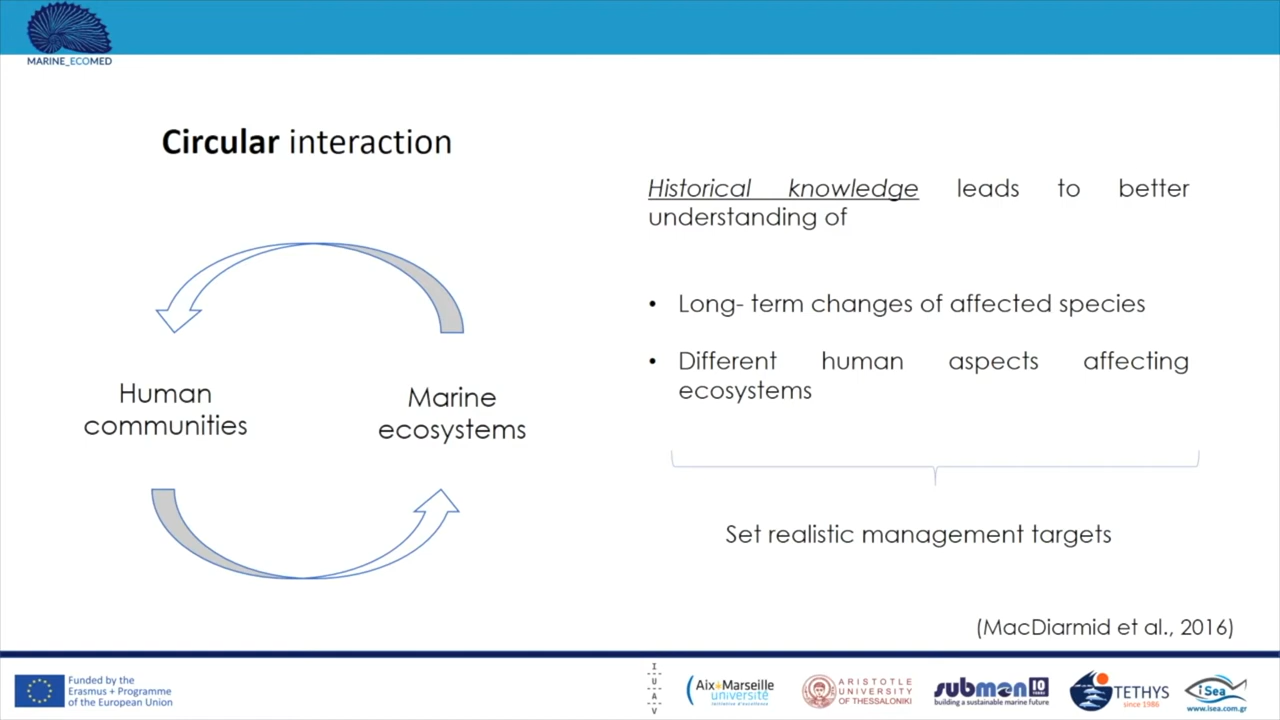 MARINE_ECOMED
Circular interaction
Historical knowledge leads to better
understanding of
• Long- term changes of affected species
• Different human aspects affecting
ecosystems
Human
communities
Marine
ecosystems
Set realistic management targets
(MacDiarmid et al., 2016)
Funded by the
Erasmus + Programme
of the European Union
I
U
A
V
Aix+Marseille
université
initiative d'excellence
ARISTOTLE
UNIVERSITY
OF THESSALONIKI
submon 10
building a sustainable marine future
TETHYS
since 1986
iSea
www.isea.com.gr